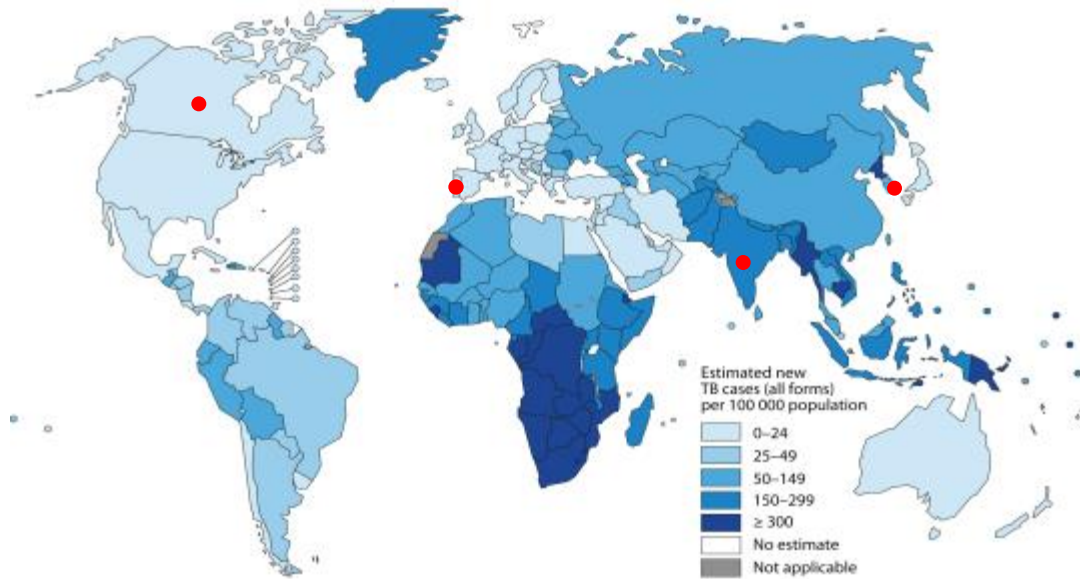 Estimated new
TB cases (all forms)
per 100 000 population
0–24
25–49
50–149
150–299
≥ 300
No estimate
Not applicable